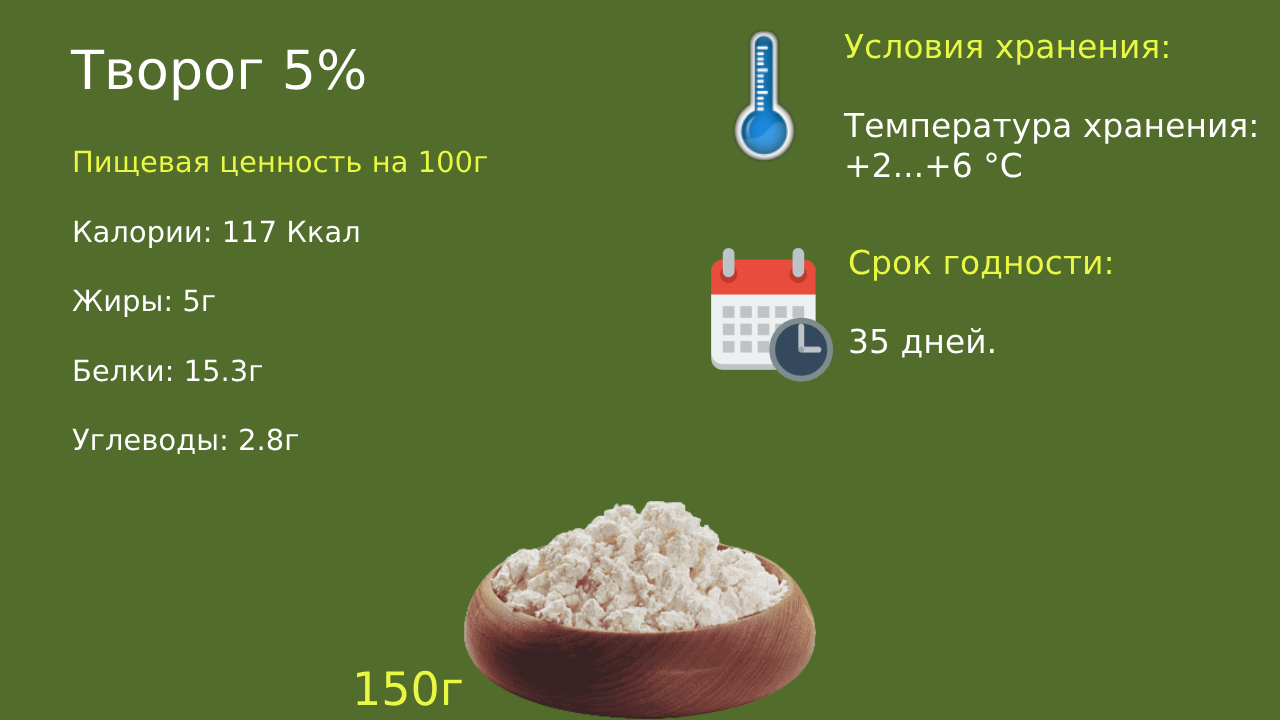 Творог 5%
Пищевая ценность на 100г
Калории: 117 Ккал
Жиры: 5г
Белки: 15.3г
Углеводы: 2.8г
Условия хранения:
Температура хранения:
+2...+6 °C
Срок годности:
35 дней.
150г